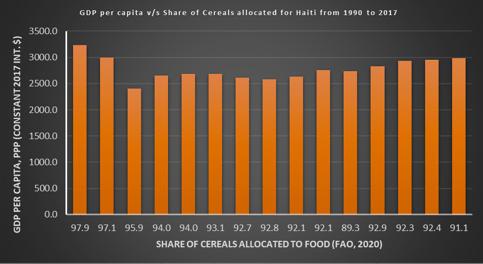 GDP per capita v/s Share of Cereals allocated for Haiti from 1990 to 2017
GDP PER CAPITA, PPP (CONSTANT 2017 INT. $)
3500.0
3000.0
2500.0
2000.0
1500.0
1000.0
500.0
0.0
97.9 97.1 95.9 94.0 94.0 93.1 92.7 92.8 92.1 92.1 89.3 92.9 92.3 92.4 91.1
SHARE OF CEREALS ALLOCATED TO FOOD (FAO, 2020)